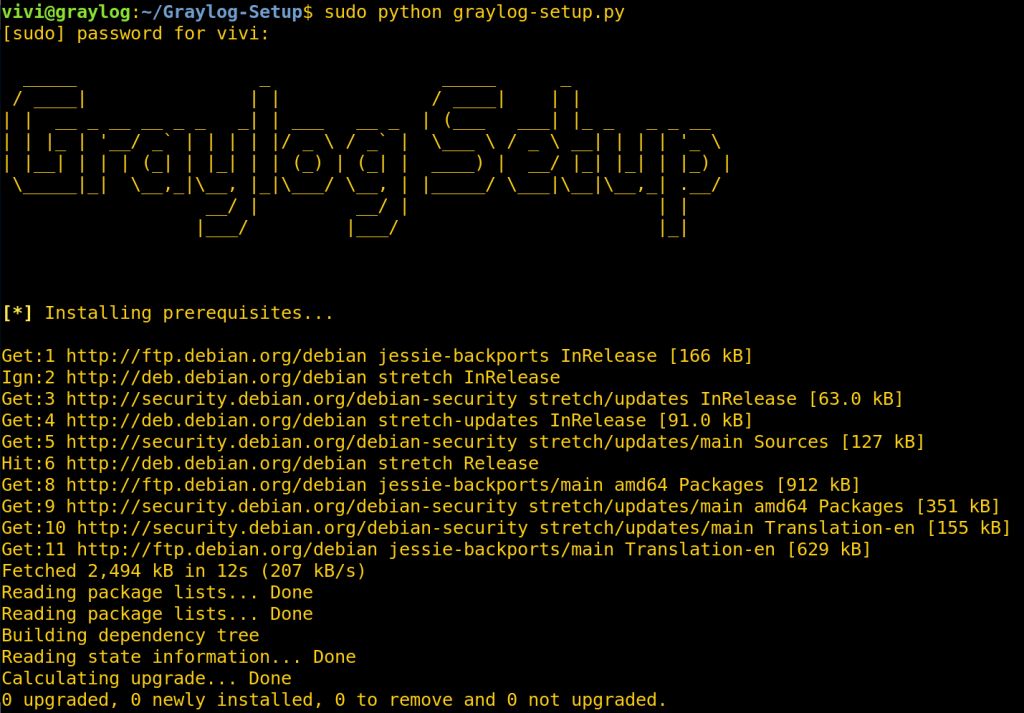 vivi@graylog:~/Graylog-Setup$ sudo python graylog-setup.py
[sudo] password for vivi:
Graylog Setup
[*] Installing prerequisites...
Get:1 http://ftp.debian.org/debian jessie-backports InRelease [166 kB]
Ign:2 http://deb.debian.org/debian stretch InRelease
Get:3 http://security.debian.org/debian-security stretch/updates InRelease [63.0 kB]
Get:4 http://deb.debian.org/debian stretch-updates InRelease [91.0 kB]
Get:5 http://security.debian.org/debian-security stretch/updates/main Sources [127 kB]
Hit:6 http://deb.debian.org/debian stretch Release
Get:8 http://ftp.debian.org/debian jessie-backports/main amd64 Packages [912 kB]
Get:9 http://security.debian.org/debian-security stretch/updates/main amd64 Packages [351 kB]
Get:10 http://security.debian.org/debian-security stretch/updates/main Translation-en [155 kB]
Get:11 http://ftp.debian.org/debian jessie-backports/main Translation-en [629 kB]
Fetched 2,494 kB in 12s (207 kB/s)
Reading package lists... Done
Reading package lists... Done
Building dependency tree
Reading state information... Done
Calculating upgrade... Done
0 upgraded, 0 newly installed, 0 to remove and 0 not upgraded.